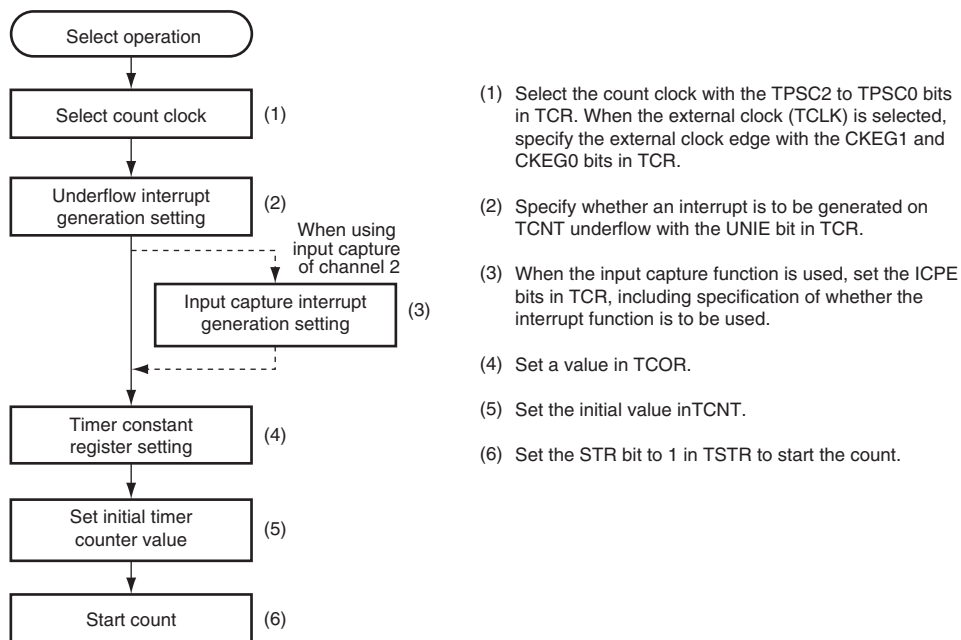 Select operation
Select count clock
(1)
Underflow interrupt
generation setting
(2)
When using
input capture
of channel 2
Input capture interrupt
generation setting
(3)
Timer constant
register setting
(4)
Set initial timer
counter value
(5)
Start count
(6)
(1) Select the count clock with the TPSC2 to TPSC0 bits
in TCR. When the external clock (TCLK) is selected,
specify the external clock edge with the CKEG1 and
CKEG0 bits in TCR.
(2) Specify whether an interrupt is to be generated on
TCNT underflow with the UNIE bit in TCR.
(3) When the input capture function is used, set the ICPE
bits in TCR, including specification of whether the
interrupt function is to be used.
(4) Set a value in TCOR.
(5) Set the initial value inTCNT.
(6) Set the STR bit to 1 in TSTR to start the count.